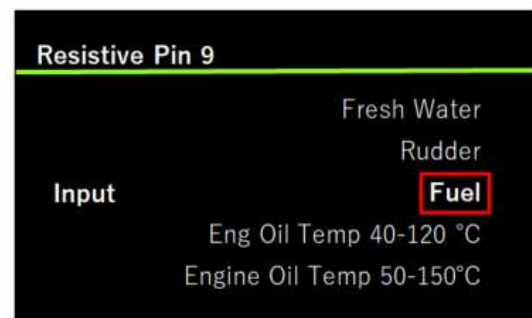 Resistive Pin 9
Fresh Water
Rudder
Input Fuel
Eng Oil Temp 40-120 °C
Engine Oil Temp 50-150°C